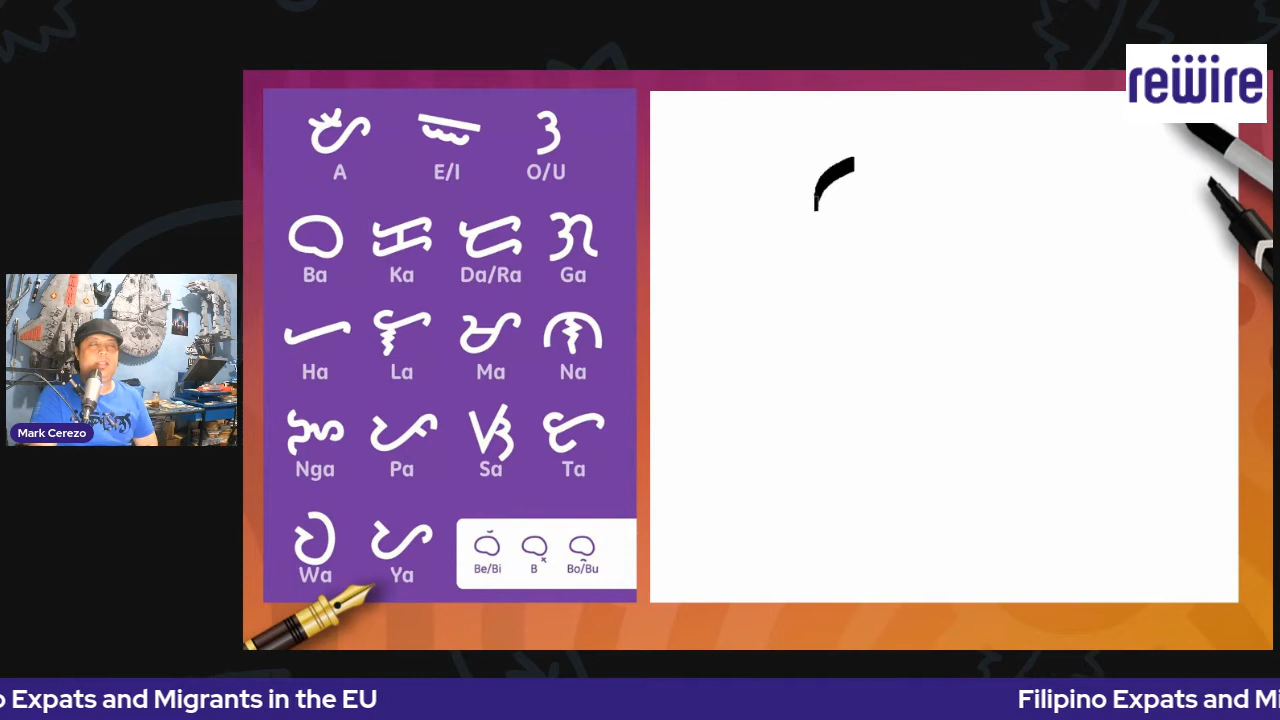 rewire
ᜀ ᜁ ᜂ
A E/I O/U
ᜊ ᜃ ᜇ ᜄ
Ba Ka Da/Ra Ga
ᜑ ᜎ ᜋ ᜈ
Ha La Ma Na
ᜅ ᜉ ᜐ ᜆ
Nga Pa Sa Ta
ᜏ ᜌ
Wa Ya
ᜊᜒ ᜊ᜔ ᜊᜓ
Be/Bi B Bo/Bu
Mark Cerezo
o Expats and Migrants in the EU
Filipino Expats and Mi